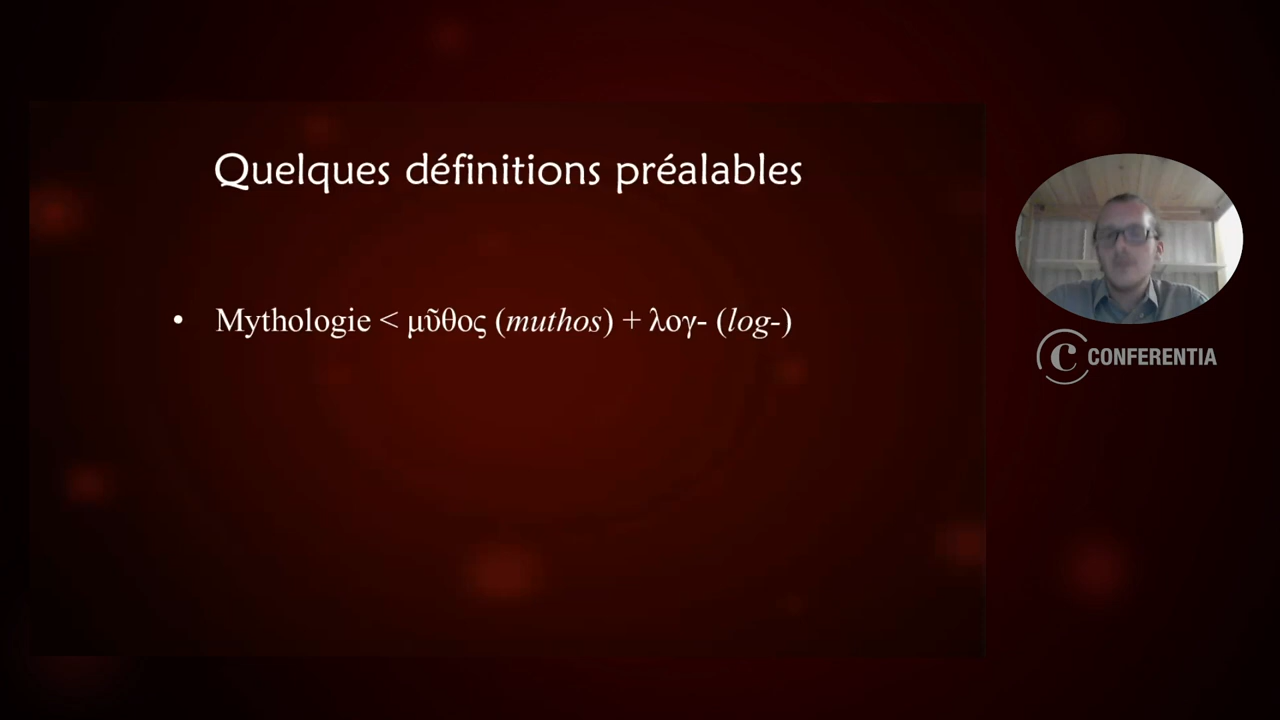 Quelques définitions préalables
• Mythologie < μῦθος (muthos) + λογ- (log-)
C CONFERENTIA